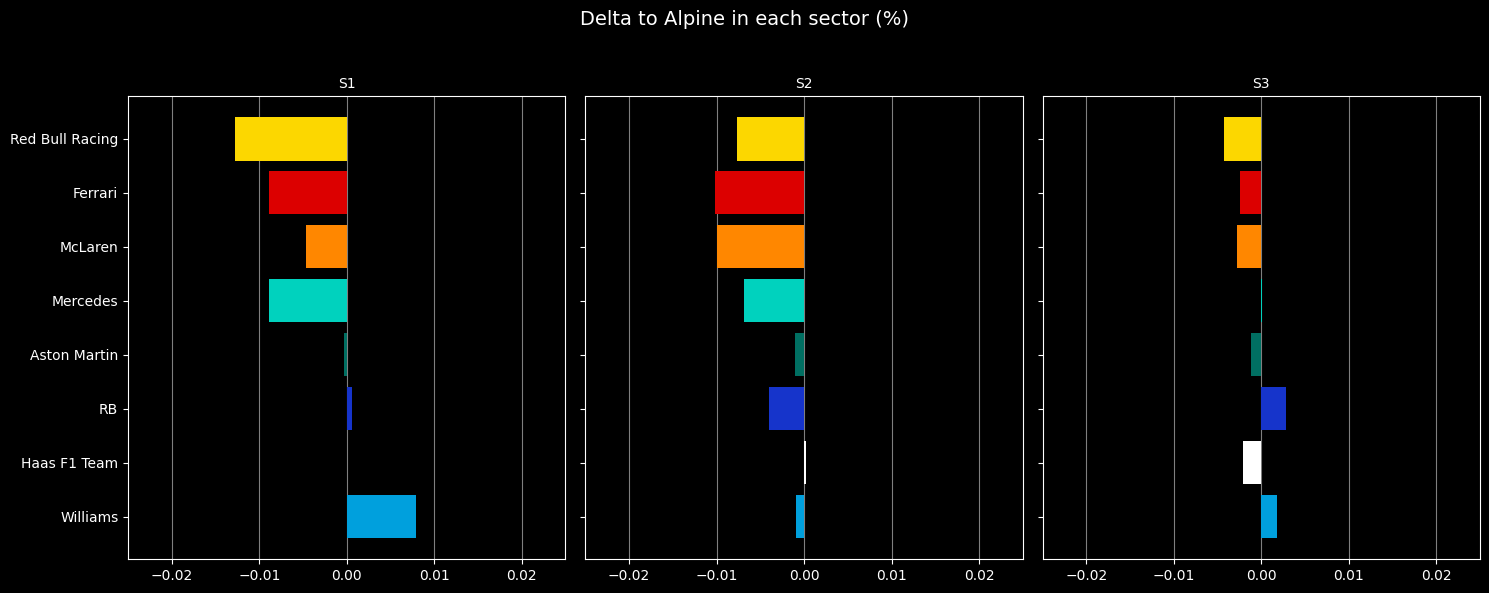 Delta to Alpine in each sector (%)
S1
S2
S3
Red Bull Racing
Ferrari
McLaren
Mercedes
Aston Martin
RB
Haas F1 Team
Williams
−0.02 −0.01 0.00 0.01 0.02
−0.02 −0.01 0.00 0.01 0.02
−0.02 −0.01 0.00 0.01 0.02